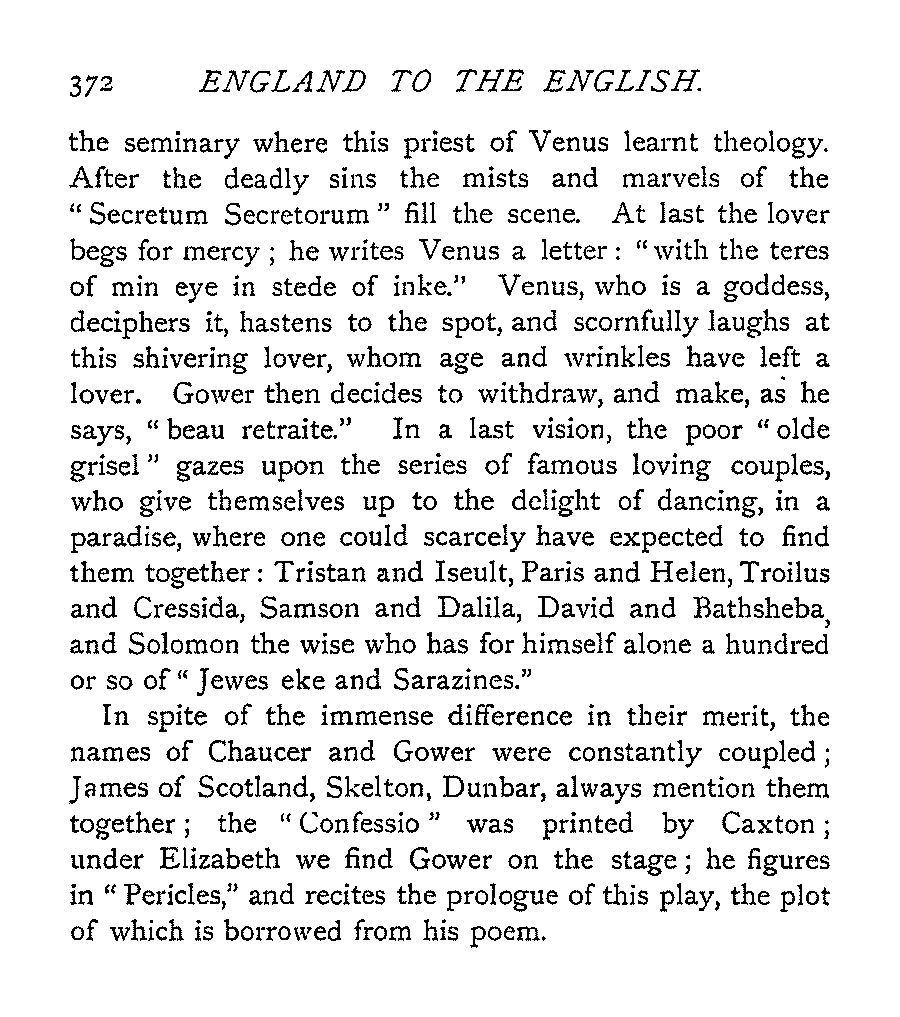 372 ENGLAND TO THE ENGLISH.
the seminary where this priest of Venus learnt theology.
After the deadly sins the mists and marvels of the
“ Secretum Secretorum ” fill the scene. At last the lover
begs for mercy ; he writes Venus a letter : “ with the teres
of min eye in stede of inke.” Venus, who is a goddess,
deciphers it, hastens to the spot, and scornfully laughs at
this shivering lover, whom age and wrinkles have left a
lover. Gower then decides to withdraw, and make, as he
says, “ beau retraite.” In a last vision, the poor “ olde
grisel ” gazes upon the series of famous loving couples,
who give themselves up to the delight of dancing, in a
paradise, where one could scarcely have expected to find
them together : Tristan and Iseult, Paris and Helen, Troilus
and Cressida, Samson and Dalila, David and Bathsheba,
and Solomon the wise who has for himself alone a hundred
or so of “ Jewes eke and Sarazines.”
In spite of the immense difference in their merit, the
names of Chaucer and Gower were constantly coupled ;
James of Scotland, Skelton, Dunbar, always mention them
together ; the “ Confessio ” was printed by Caxton ;
under Elizabeth we find Gower on the stage ; he figures
in “ Pericles,” and recites the prologue of this play, the plot
of which is borrowed from his poem.